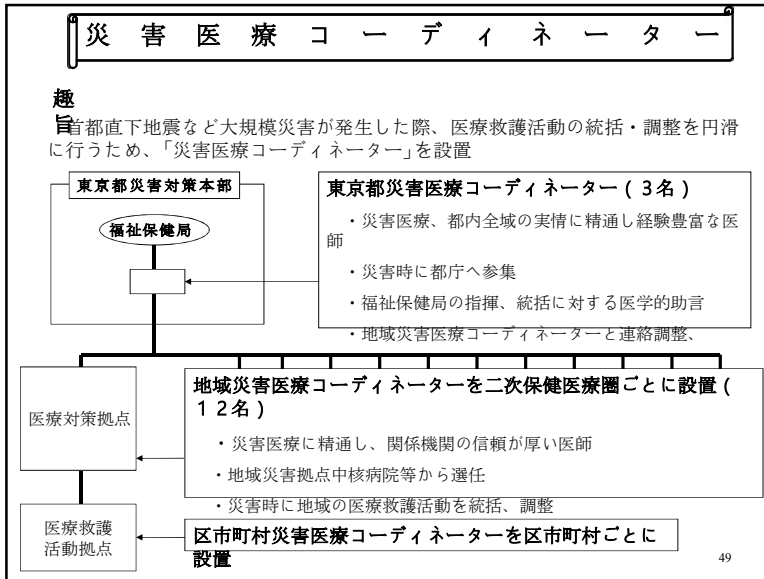 災害医療コーディネーター
趣
旨
首都直下地震など大規模災害が発生した際、医療救護活動の統括・調整を円滑
に行うため、「災害医療コーディネーター」を設置
東京都災害対策本部
福祉保健局
東京都災害医療コーディネーター（３名）
・災害医療、都内全域の実情に精通し経験豊富な医
師
・災害時に都庁へ参集
・福祉保健局の指揮、統括に対する医学的助言
・地域災害医療コーディネーターと連絡調整、
医療対策拠点
地域災害医療コーディネーターを二次保健医療圏ごとに設置（
１２名）
・災害医療に精通し、関係機関の信頼が厚い医師
・地域災害拠点中核病院等から選任
・災害時に地域の医療救護活動を統括、調整
医療救護
活動拠点
区市町村災害医療コーディネーターを区市町村ごとに
設置
49